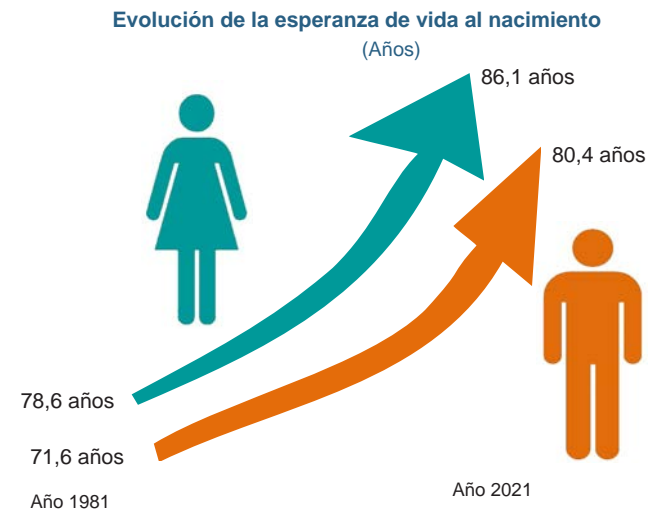 Evolución de la esperanza de vida al nacimiento
(Años)
86,1 años
80,4 años
78,6 años
71,6 años
Año 1981
Año 2021